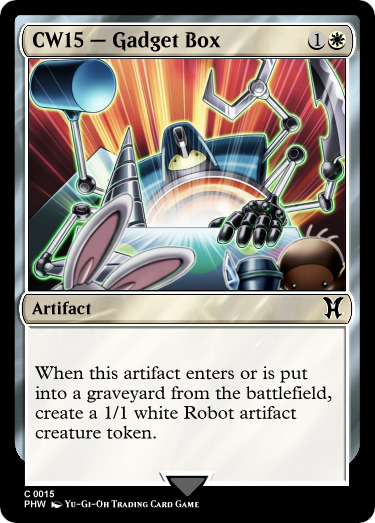 CW15 — Gadget Box 1
Artifact
When this artifact enters or is put
into a graveyard from the battlefield,
create a 1/1 white Robot artifact
creature token.
C 0015
PHW Yu-Gi-Oh Trading Card Game